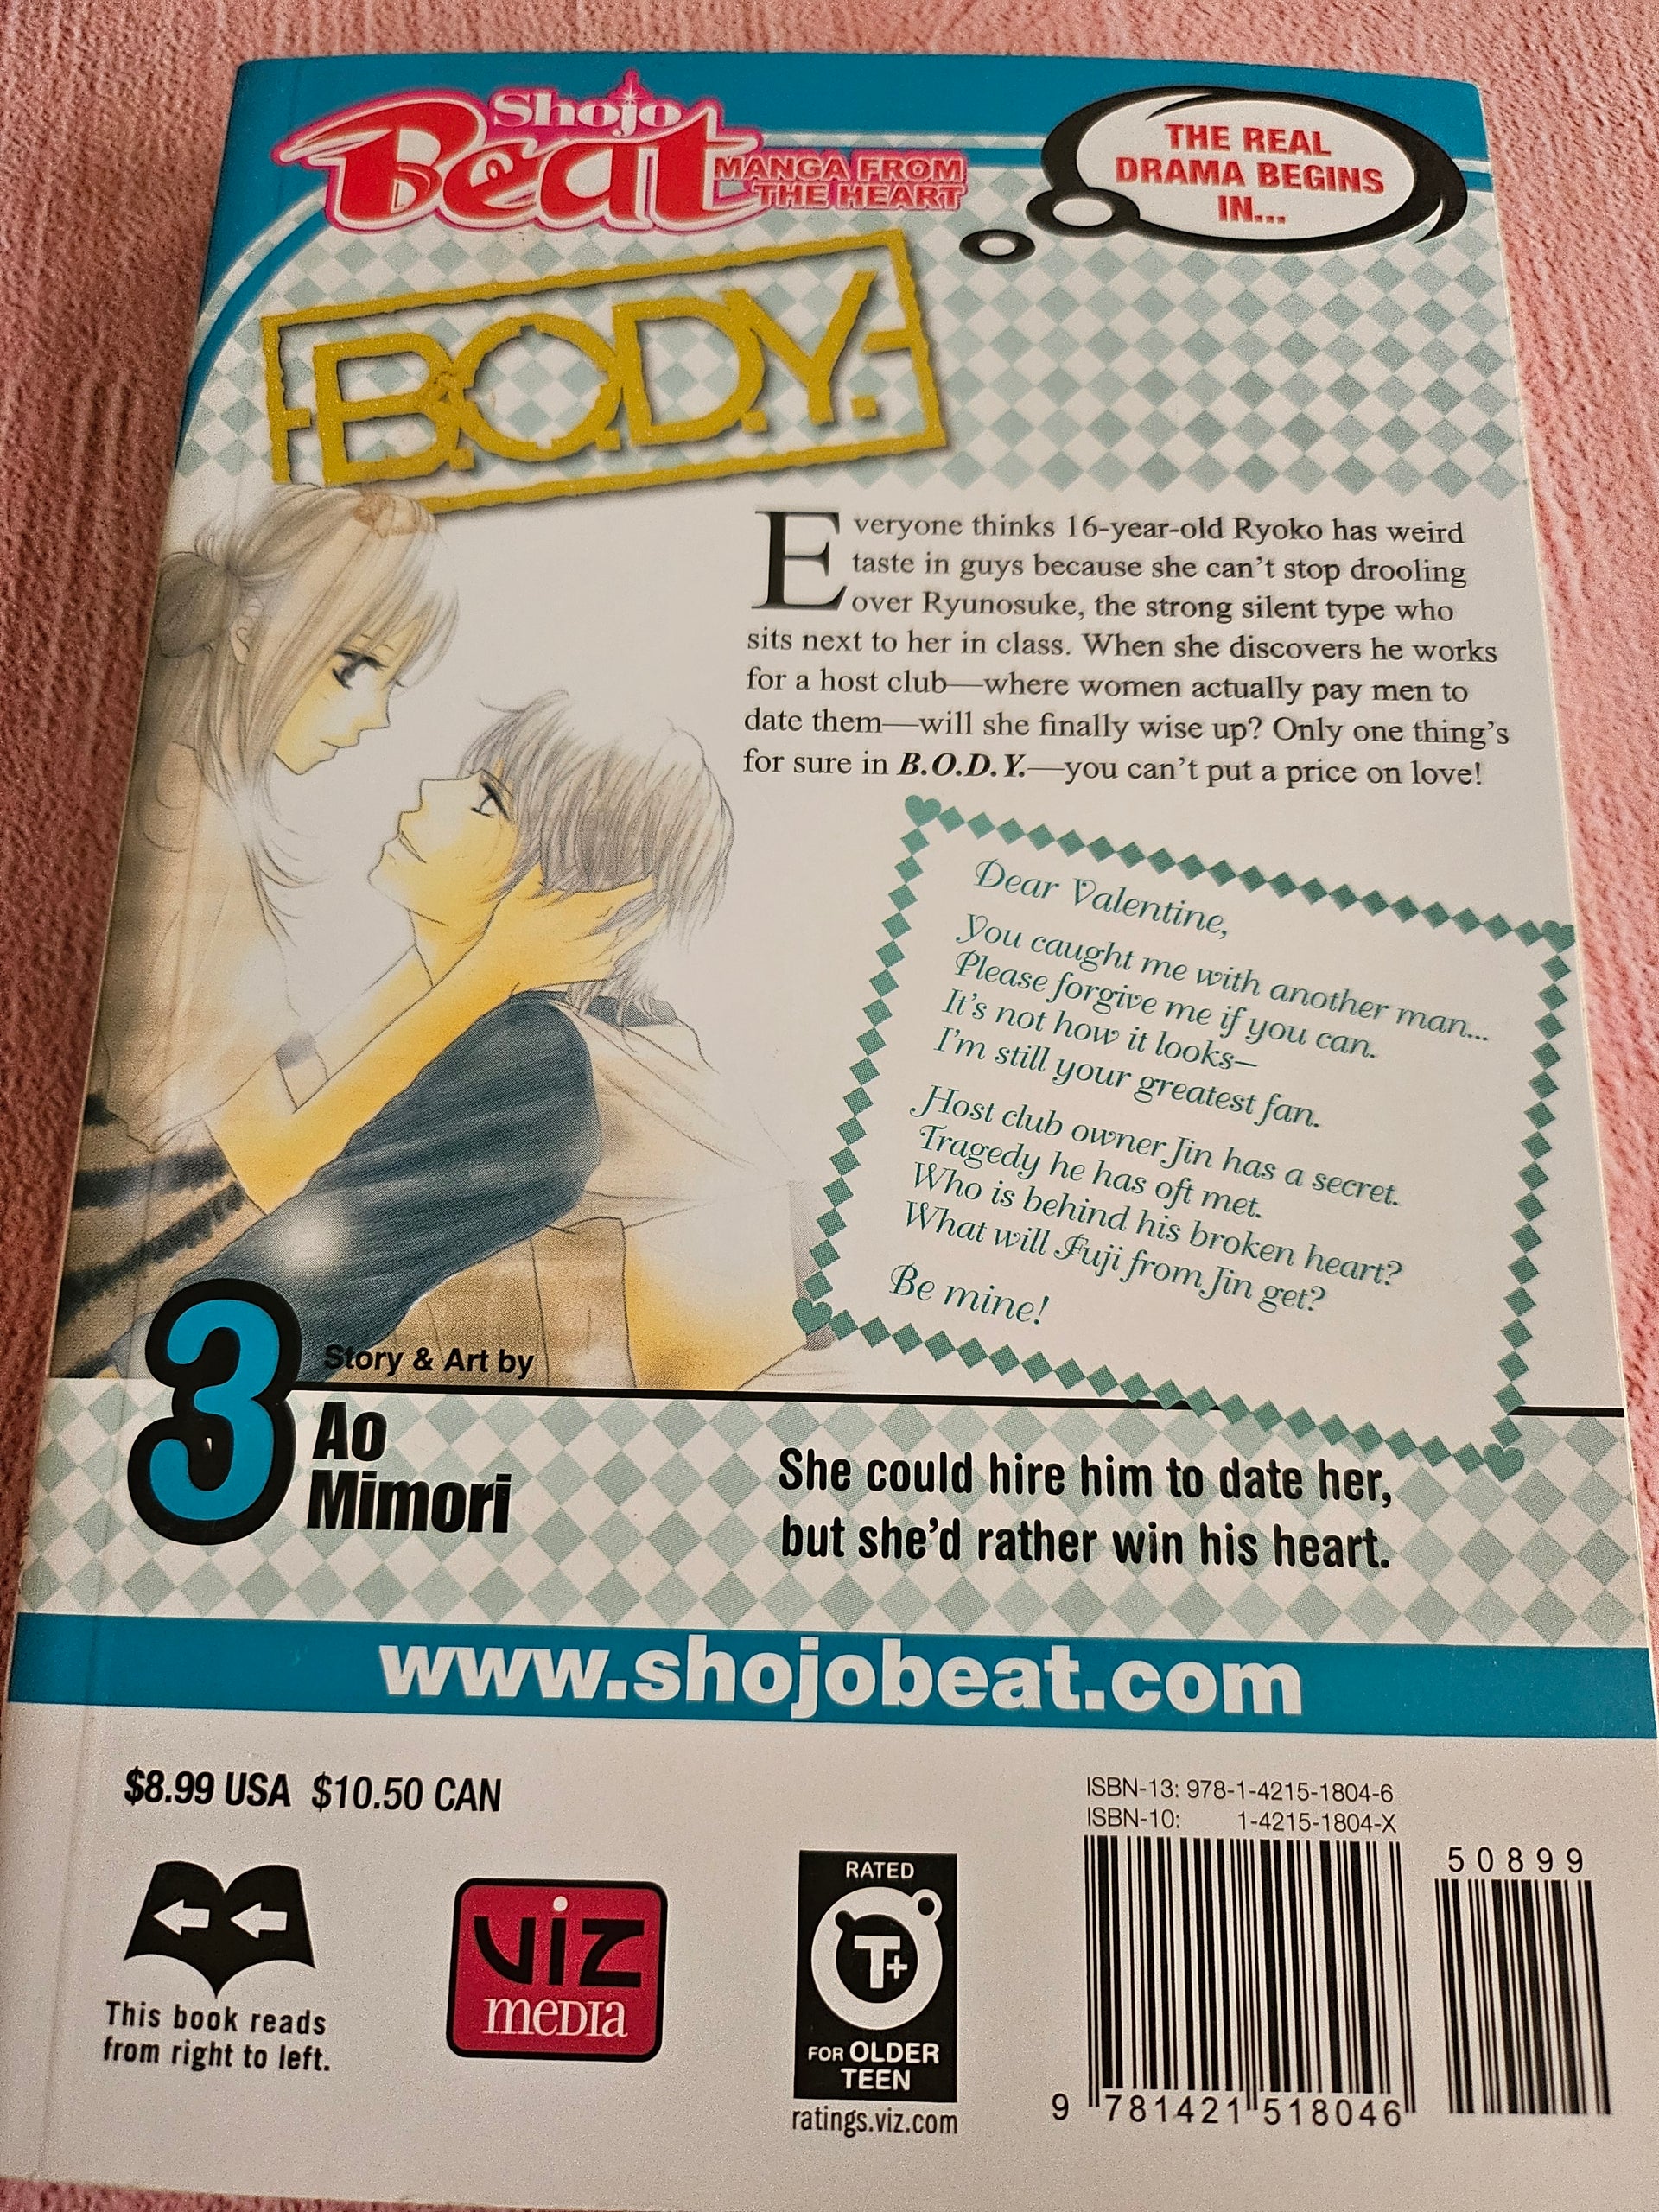 Shojo
Beat
MANGA FROM
THE HEART
THE REAL
DRAMA BEGINS
IN...
B.O.D.Y.
Everyone thinks 16-year-old Ryoko has weird
taste in guys because she can't stop drooling
over Ryunosuke, the strong silent type who
sits next to her in class. When she discovers he works
for a host club—where women actually pay men to
date them—will she finally wise up? Only one thing's
for sure in B.O.D.Y.—you can't put a price on love!
Dear Valentine,
You caught me with another man...
Please forgive me if you can.
It's not how it looks—
I'm still your greatest fan.
Host club owner Jin has a secret.
Tragedy he has oft met.
Who is behind his broken heart?
What will Fuji from Jin get?
Be mine!
3
Story & Art by
Ao
Mimori
She could hire him to date her,
but she'd rather win his heart.
www.shojobeat.com
$8.99 USA $10.50 CAN
This book reads
from right to left.
viz
media
RATED
T+
FOR OLDER
TEEN
ratings.viz.com
ISBN-13: 978-1-4215-1804-6
ISBN-10: 1-4215-1804-X
50899
9 781421 518046